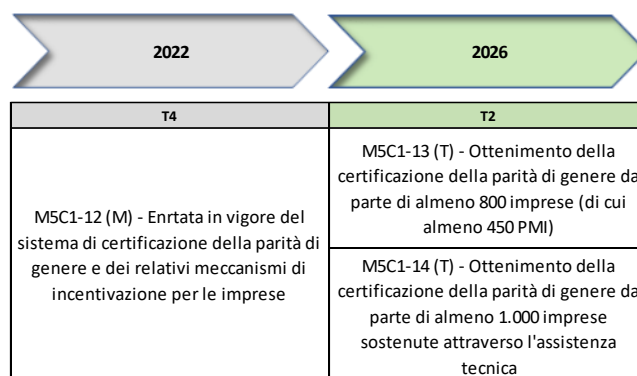 2022
2026
T4
T2
M5C1-12 (M) - Enrtata in vigore del
sistema di certificazione della parità di
genere e dei relativi meccanismi di
incentivazione per le imprese
M5C1-13 (T) - Ottenimento della
certificazione della parità di genere da
parte di almeno 800 imprese (di cui
almeno 450 PMI)
M5C1-14 (T) - Ottenimento della
certificazione della parità di genere da
parte di almeno 1.000 imprese
sostenute attraverso l'assistenza
tecnica